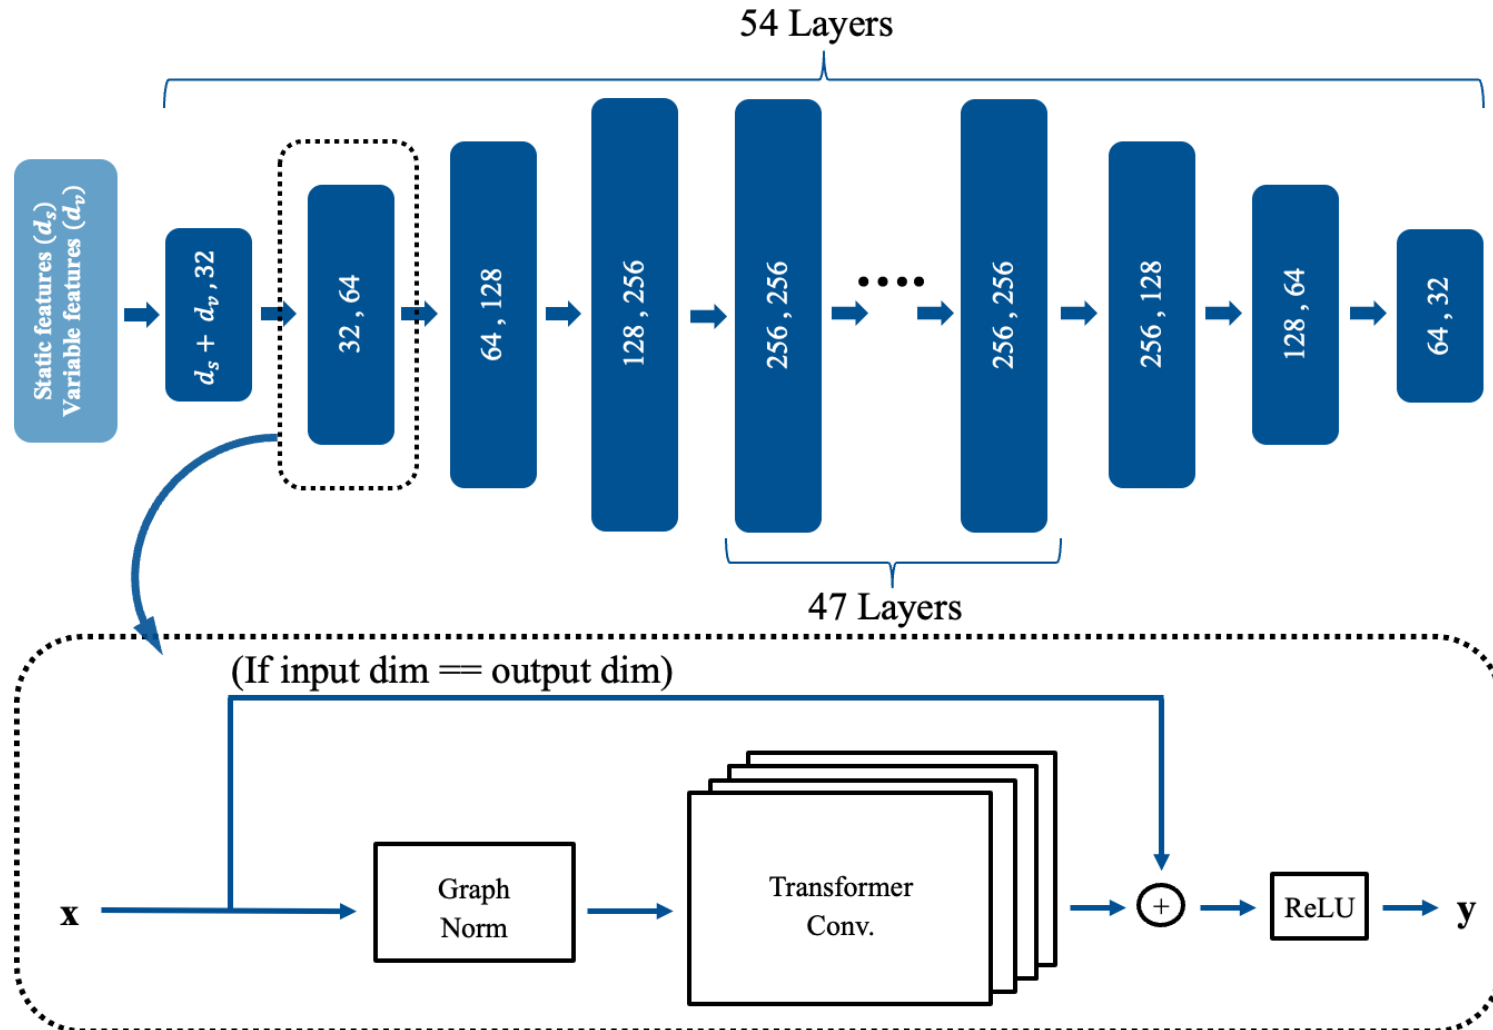 54 Layers
Static features (d_s)
Variable features (d_v)
d_s + d_v , 32
32 , 64
64 , 128
128 , 256
256 , 256
....
256 , 256
256 , 128
128 , 64
64 , 32
47 Layers
(If input dim == output dim)
x
Graph
Norm
Transformer
Conv.
+
ReLU
y